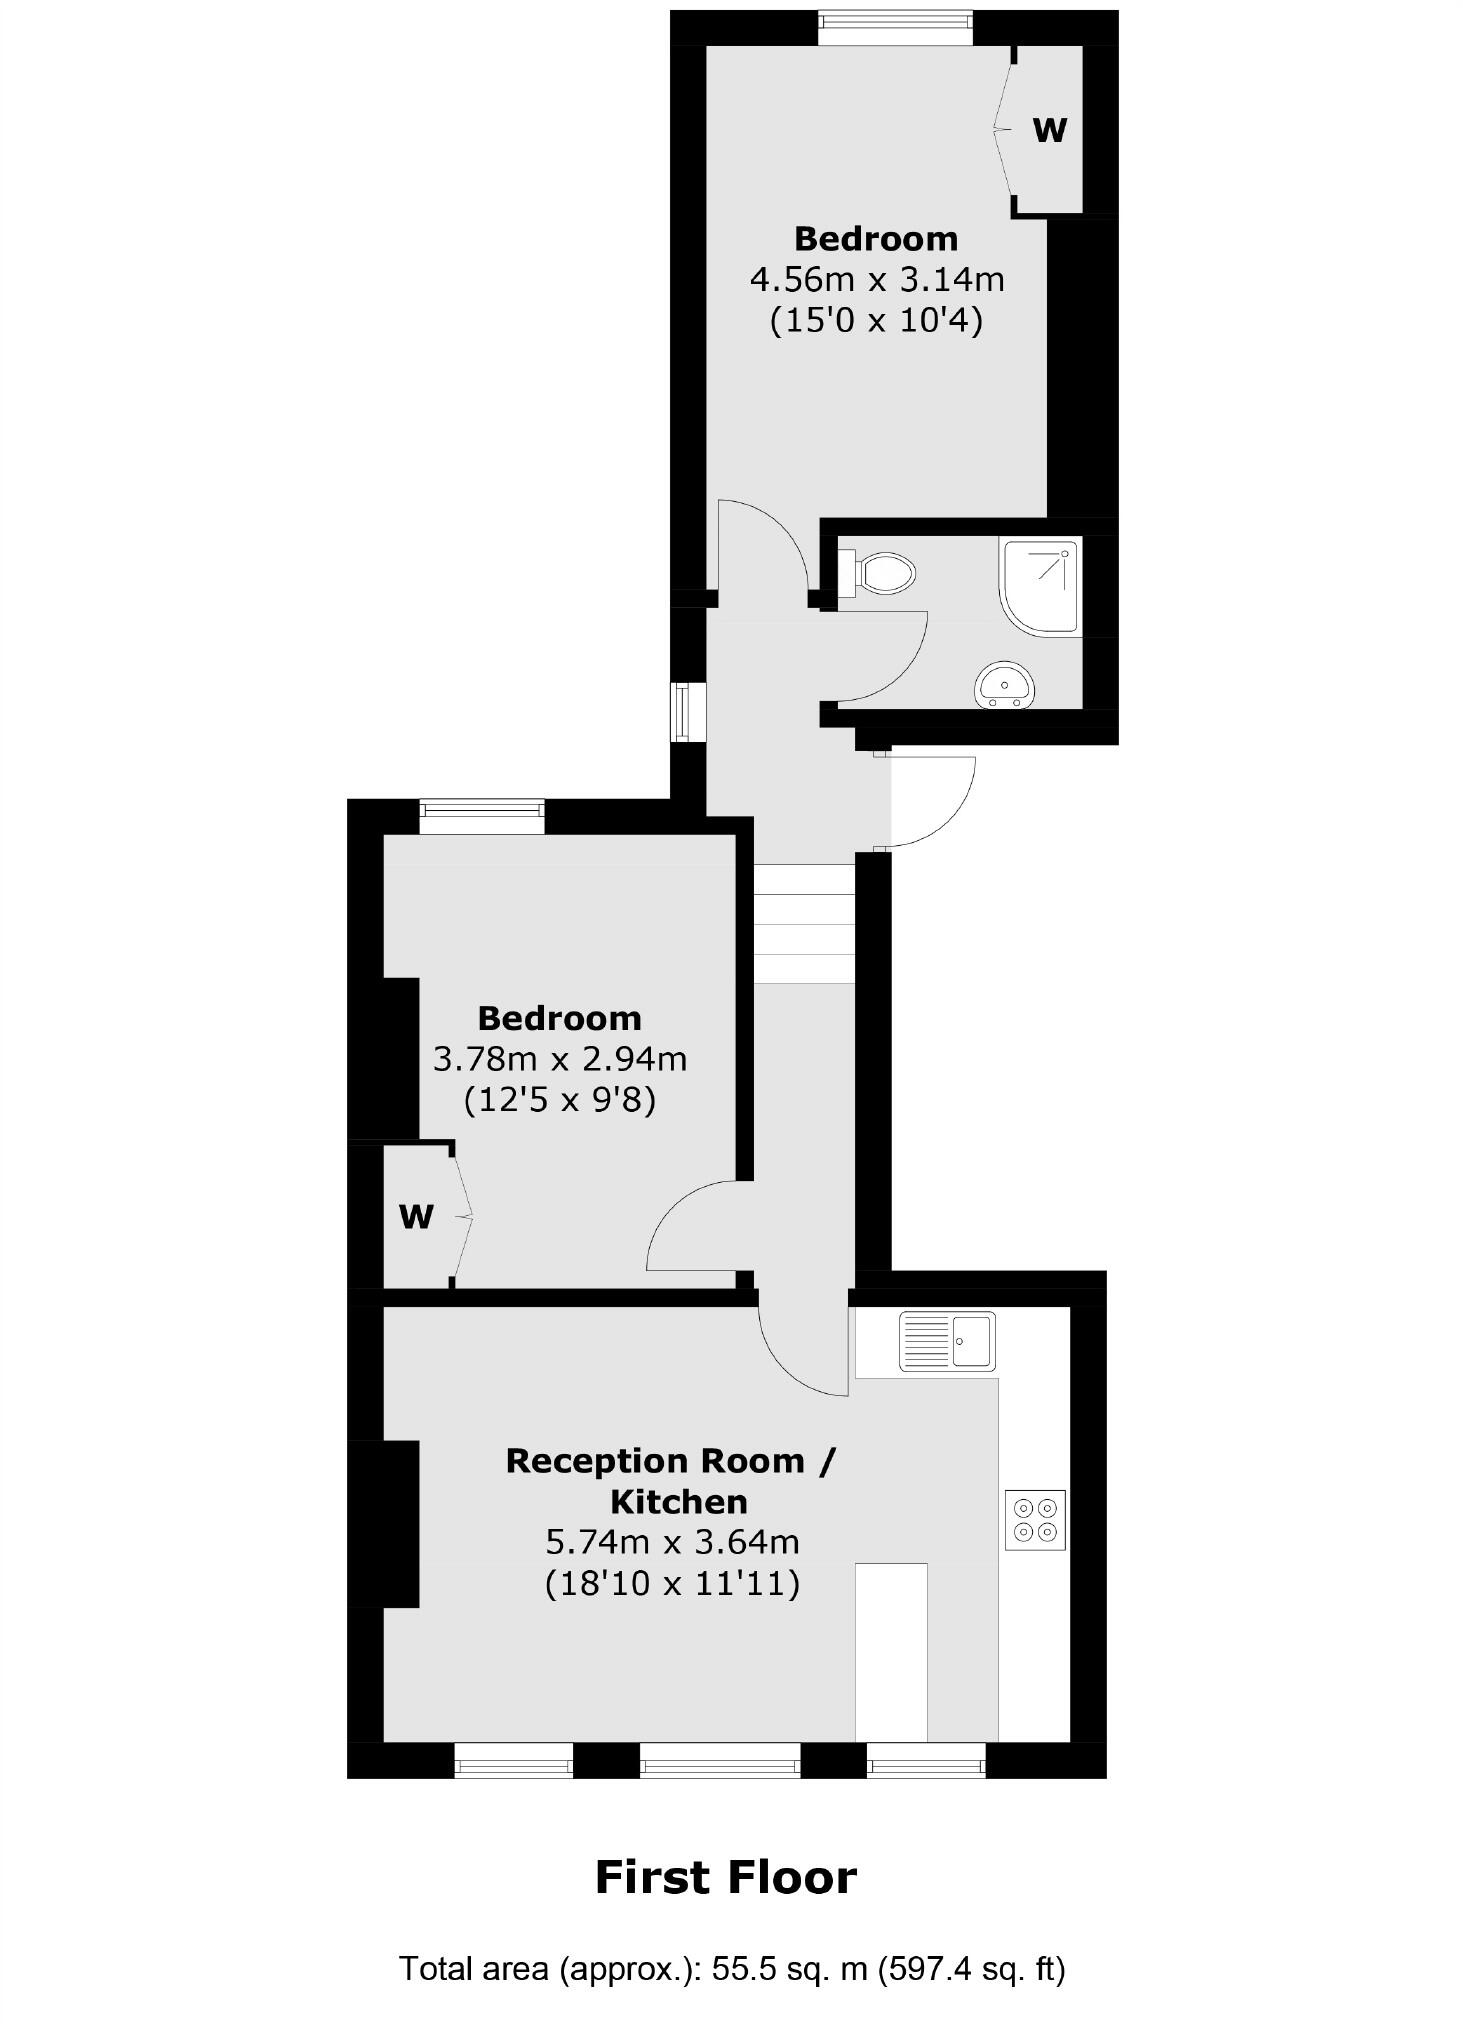 W
Bedroom
4.56m x 3.14m
(15'0 x 10'4)
Bedroom
3.78m x 2.94m
(12'5 x 9'8)
W
Reception Room /
Kitchen
5.74m x 3.64m
(18'10 x 11'11)
First Floor
Total area (approx.): 55.5 sq. m (597.4 sq. ft)